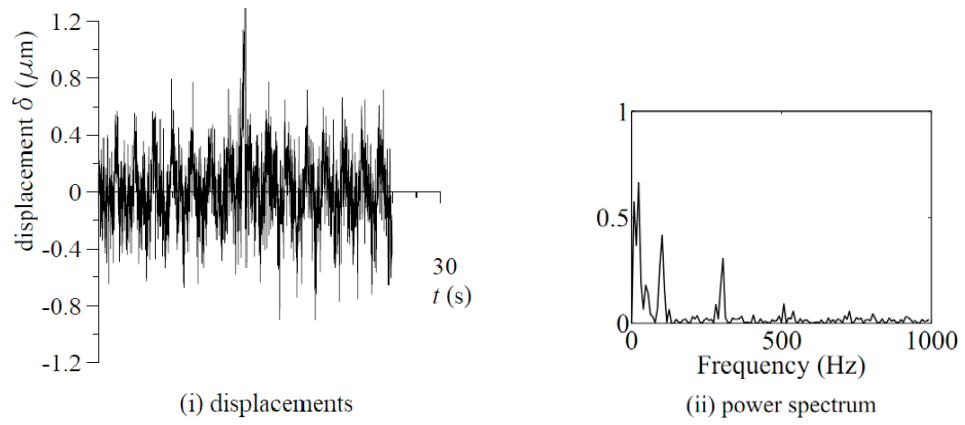 1.2
0.8
0.4
0
-0.4
-0.8
-1.2
displacement δ (μm)
30
t (s)
(i) displacements
1
0.5
0
0
500
1000
Frequency (Hz)
(ii) power spectrum